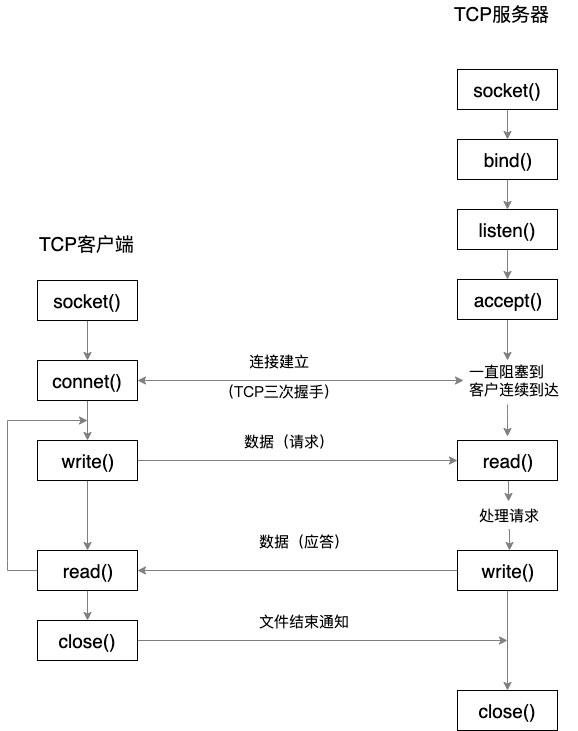 TCP服务器
socket()
bind()
listen()
TCP客户端
accept()
socket()
连接建立
一直阻塞到
connet()
客户连续到达
（TCP三次握手）
数据（请求）
write()
read()
处理请求
数据（应答）
read()
write()
文件结束通知
close()
close()